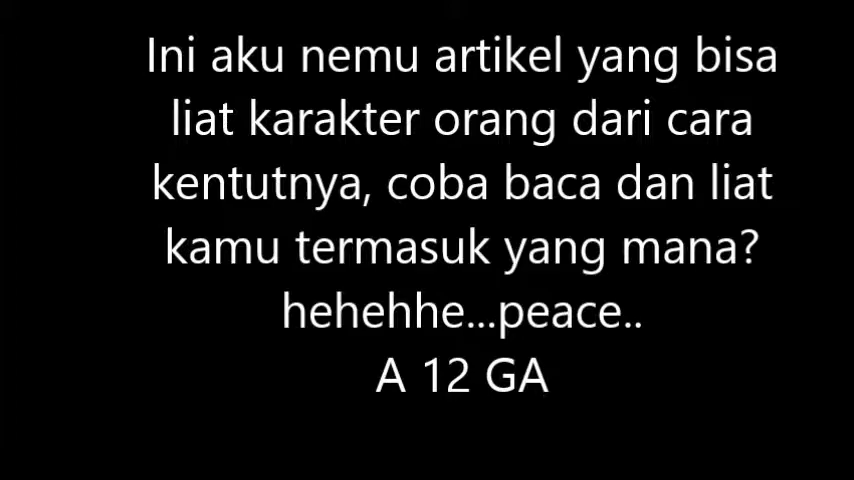 Ini aku nemu artikel yang bisa
liat karakter orang dari cara
kentutnya, coba baca dan liat
kamu termasuk yang mana?
hehehhe...peace..
A 12 GA